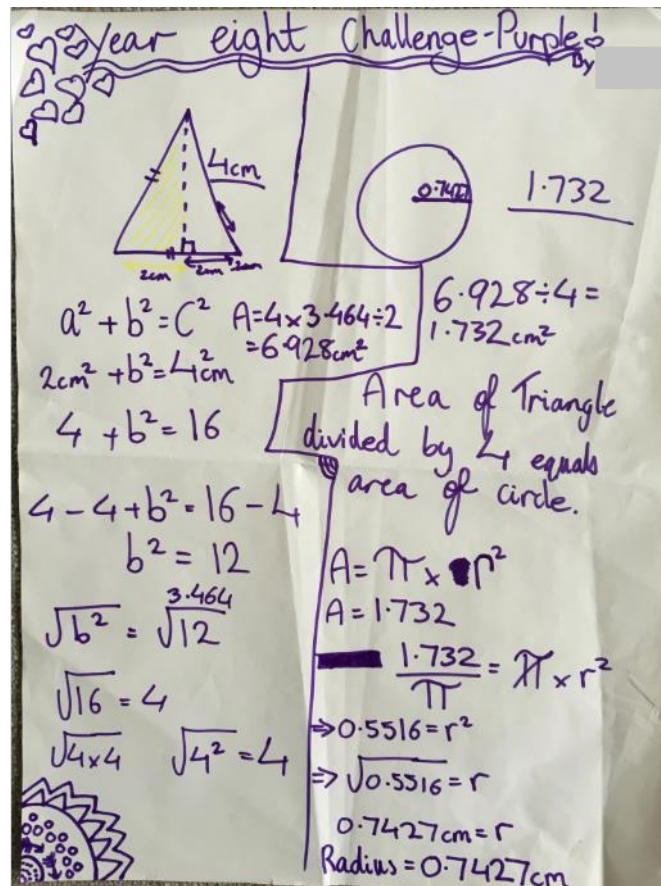 Year eight Challenge-Purple!
By
4cm
2cm
2cm
2cm
a² + b² = C²
2cm² + b² = 4cm²
4 + b² = 16
4 - 4 + b² = 16 - 4
b² = 12
3.464
√b² = √12
√16 = 4
√4×4 √4² = 4
A = 4 × 3.464 ÷ 2
= 6.928cm²
0.7427
1.732
6.928 ÷ 4 =
1.732cm²
Area of Triangle
divided by 4 equals
area of circle.
A = π × r²
A = 1.732
1.732/π = π × r²
⇒ 0.5516 = r²
⇒ √0.5516 = r
0.7427cm = r
Radius = 0.7427cm